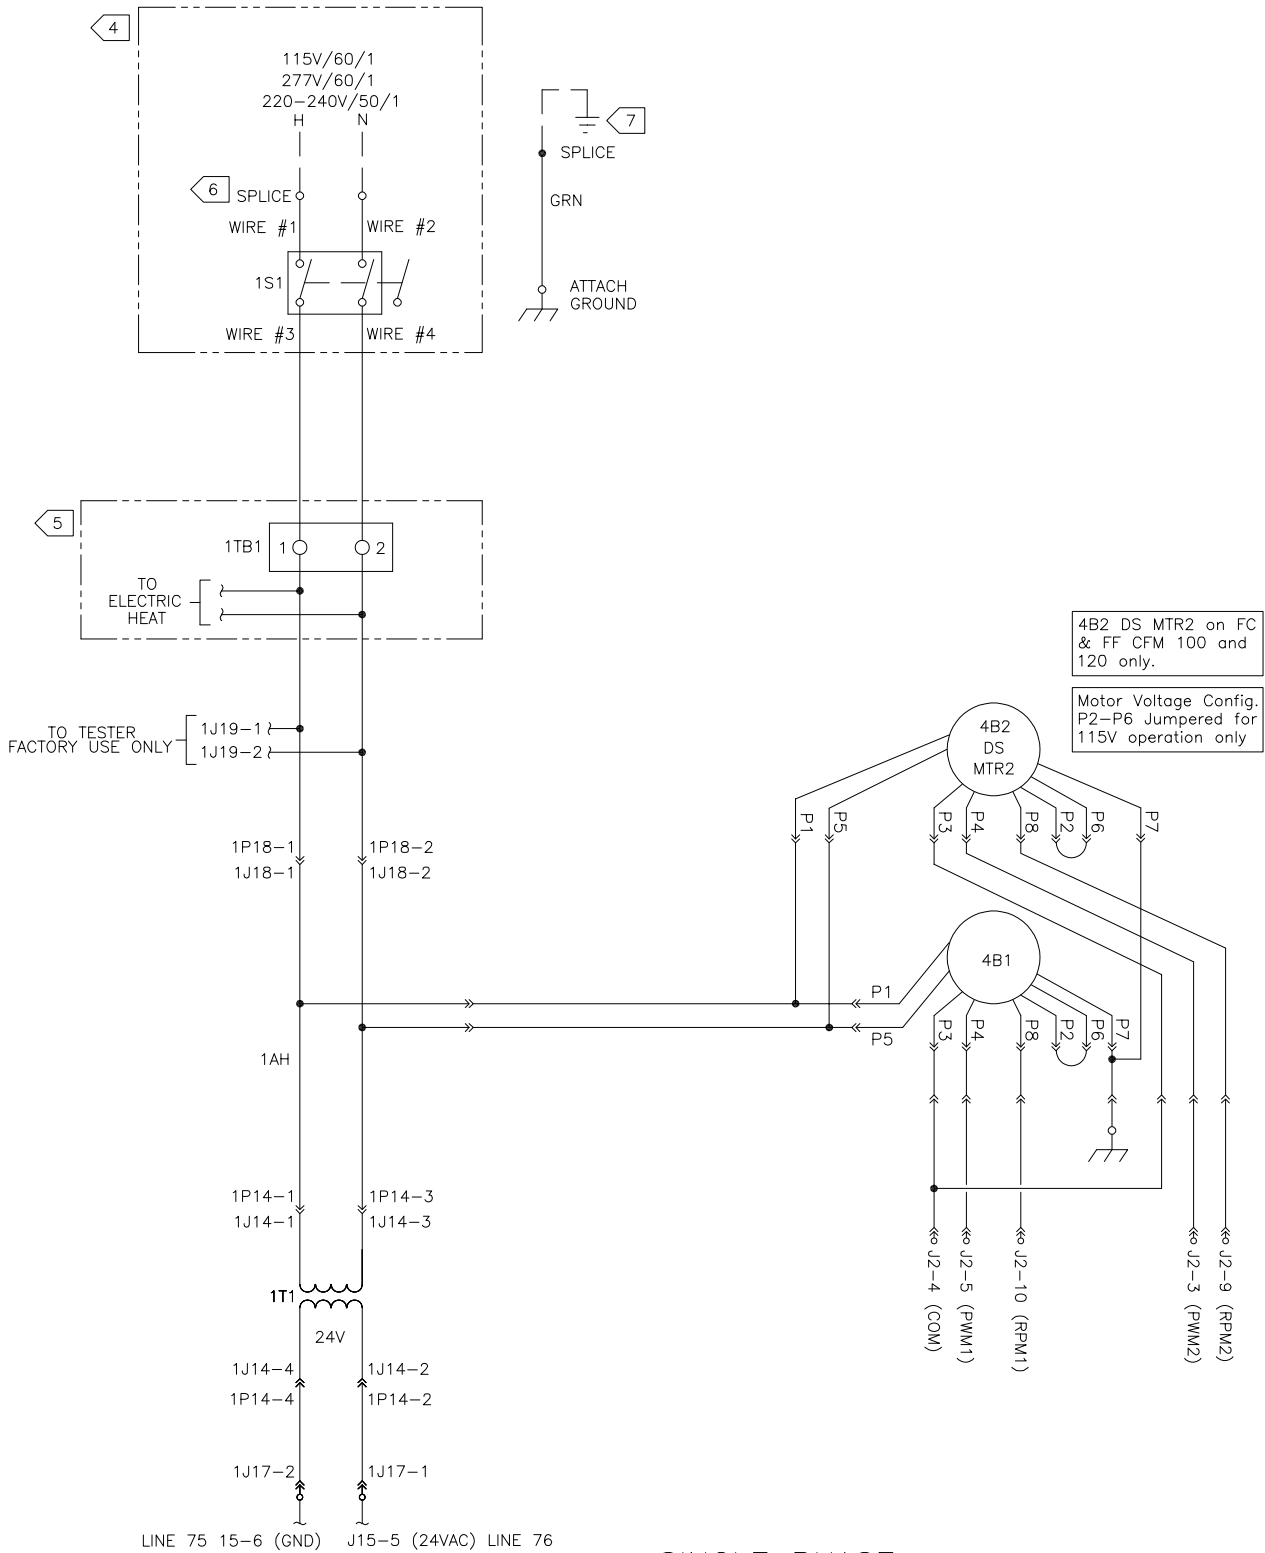 4
115V/60/1
277V/60/1
220-240V/50/1
H N
7
SPLICE
6
SPLICE
GRN
WIRE #1
WIRE #2
1S1
ATTACH
GROUND
WIRE #3
WIRE #4
5
1TB1
1
2
TO
ELECTRIC
HEAT
4B2 DS MTR2 on FC
& FF CFM 100 and
120 only.
Motor Voltage Config.
P2-P6 Jumpered for
115V operation only
TO TESTER
FACTORY USE ONLY
1J19-1
1J19-2
4B2
DS
MTR2
P1
P5
P3
P4
P8
P2
P6
P7
1P18-1
1P18-2
1J18-1
1J18-2
4B1
P1
P5
P3
P4
P8
P2
P6
P7
1AH
1P14-1
1P14-3
1J14-1
1J14-3
1T1
24V
J2-4 (COM)
J2-5 (PWM1)
J2-10 (RPM1)
J2-3 (PWM2)
J2-9 (RPM2)
1J14-4
1J14-2
1P14-4
1P14-2
1J17-2
1J17-1
LINE 75 15-6 (GND)
J15-5 (24VAC) LINE 76